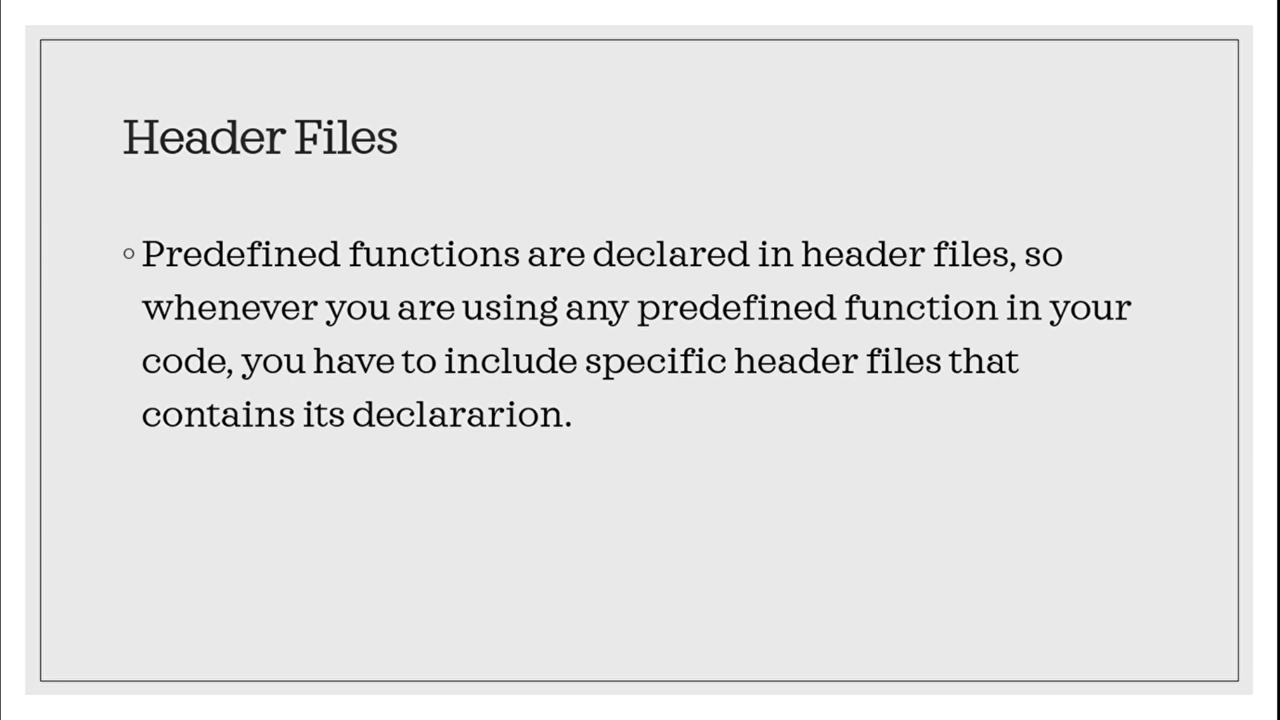 Header Files
◦ Predefined functions are declared in header files, so
whenever you are using any predefined function in your
code, you have to include specific header files that
contains its declararion.